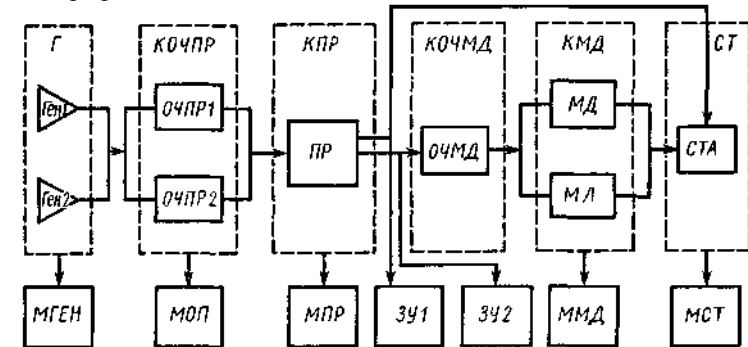 Г КОЧПР КПР КОЧМД КМД СТ
Ген1 ОЧПР1 МД
ПР ОЧМД СТА
Ген2 ОЧПР2 МЛ
МГЕН МОП МПР ЗУ1 ЗУ2 ММД МСТ